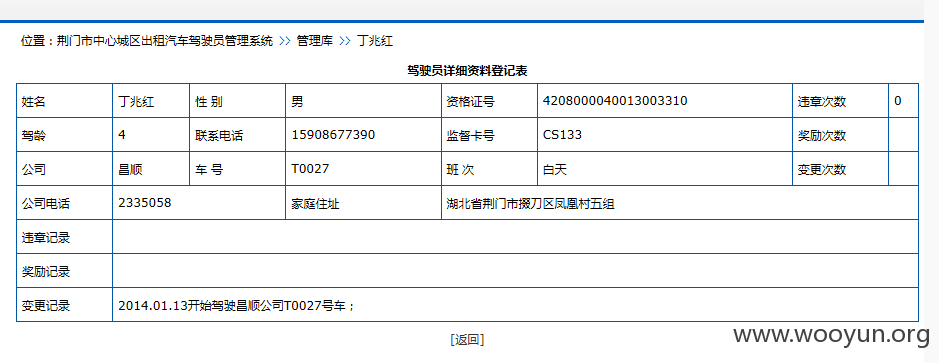 位置：荆门市中心城区出租汽车驾驶员管理系统 >> 管理库 >> 丁兆红
驾驶员详细资料登记表
姓名 丁兆红 性 别 男 资格证号 4208000040013003310 违章次数 0
驾龄 4 联系电话 15908677390 监督卡号 CS133 奖励次数
公司 昌顺 车 号 T0027 班 次 白天 变更次数
公司电话 2335058 家庭住址 湖北省荆门市掇刀区凤凰村五组
违章记录
奖励记录
变更记录 2014.01.13开始驾驶昌顺公司T0027号车；
[返回]
www.wooyun.org